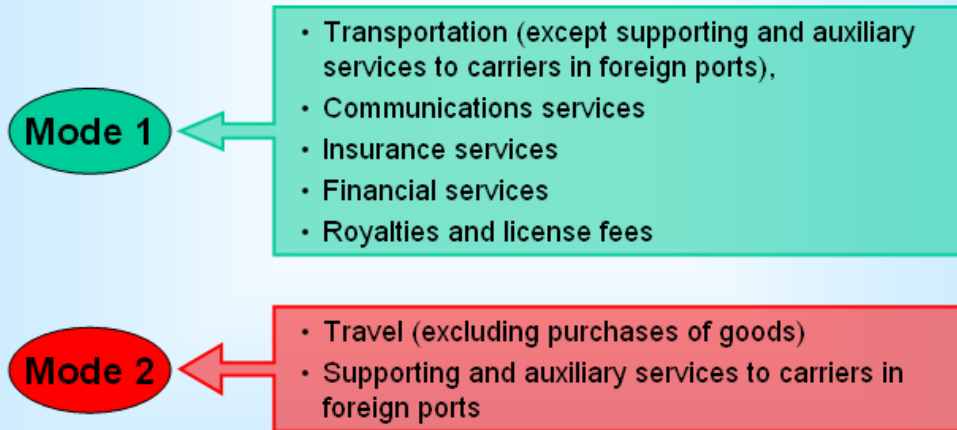 Mode 1
• Transportation (except supporting and auxiliary
services to carriers in foreign ports),
• Communications services
• Insurance services
• Financial services
• Royalties and license fees
Mode 2
• Travel (excluding purchases of goods)
• Supporting and auxiliary services to carriers in
foreign ports